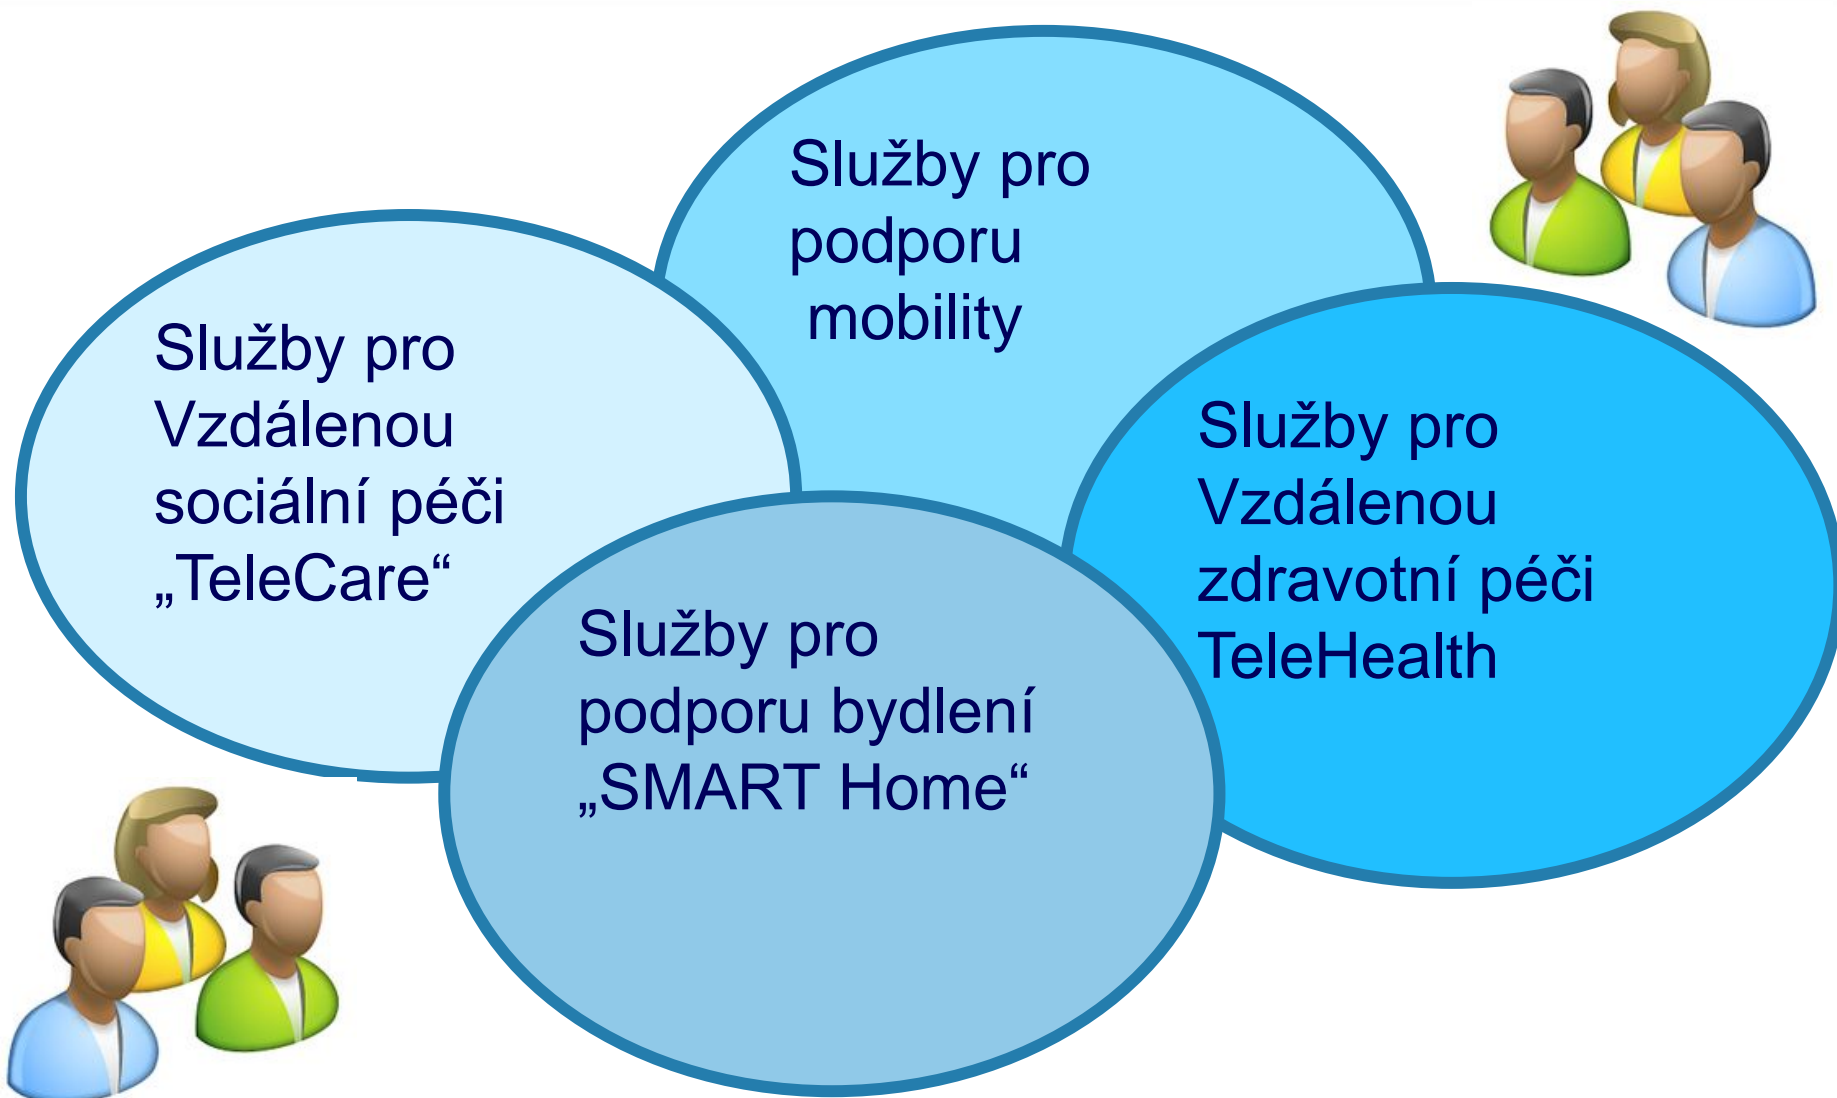 Služby pro
podporu
mobility
Služby pro
Vzdálenou
sociální péči
„TeleCare“
Služby pro
Vzdálenou
zdravotní péči
TeleHealth
Služby pro
podporu bydlení
„SMART Home“